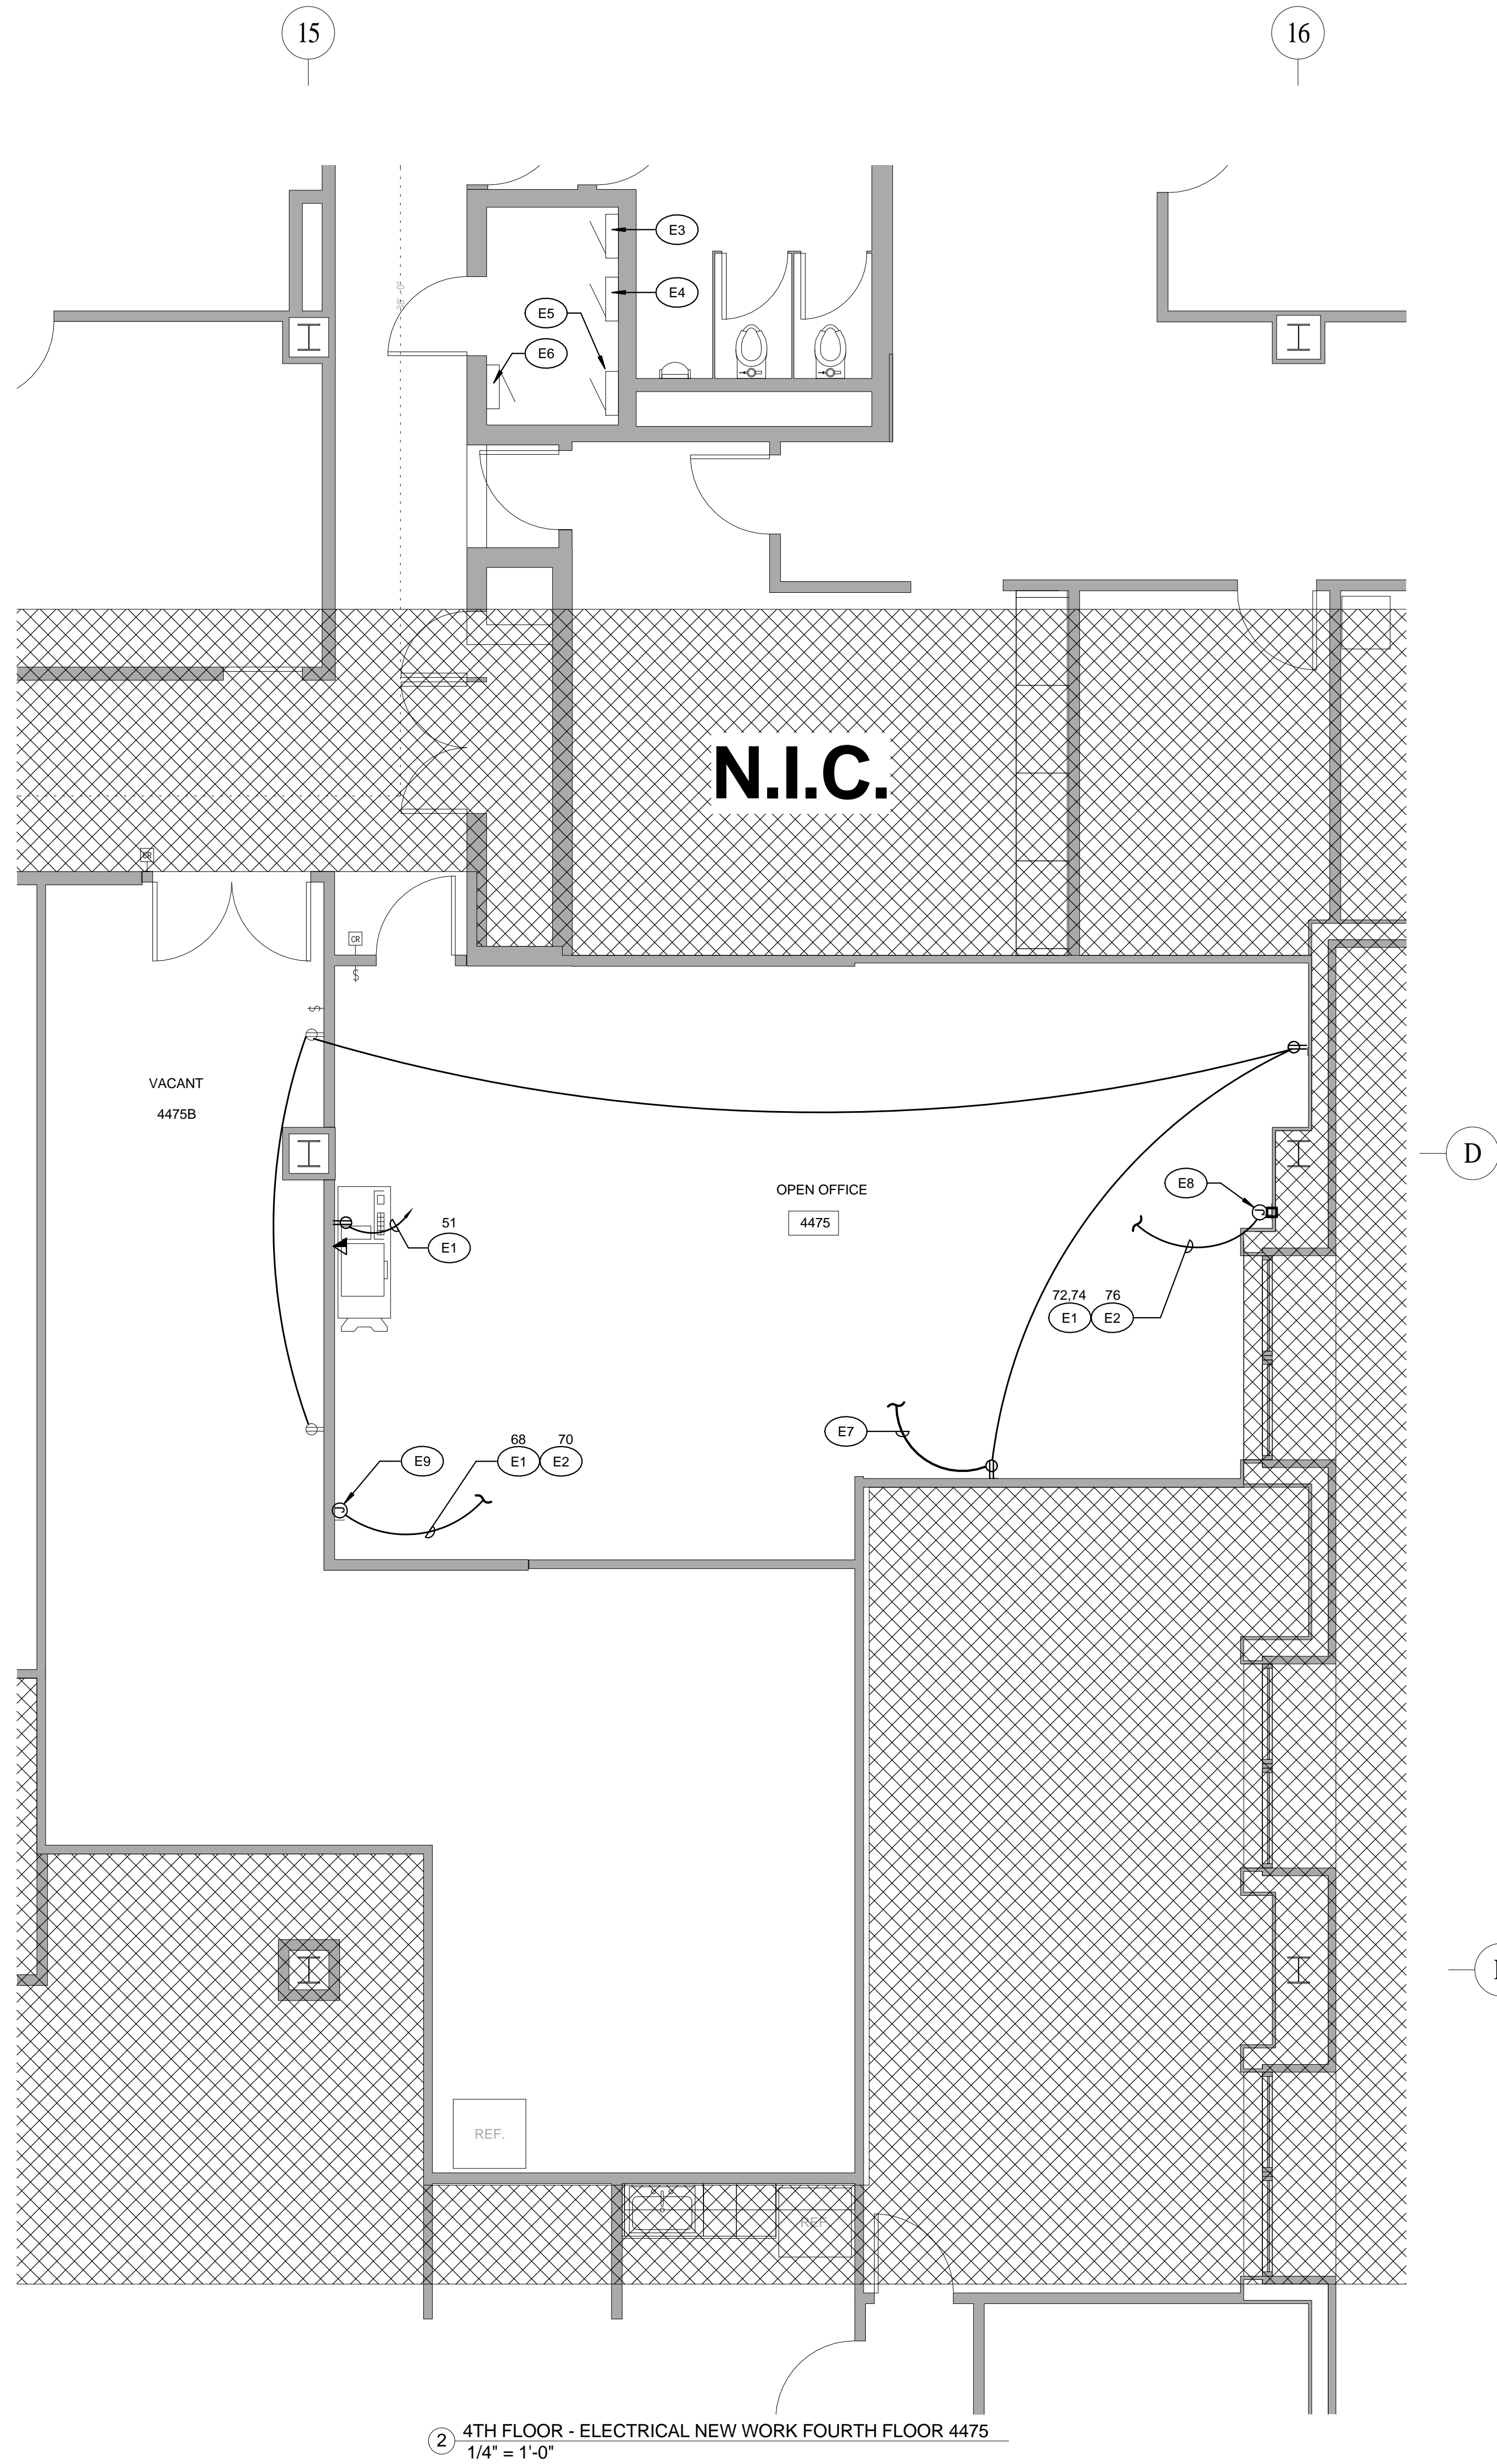 15
16
E3
E4
E5
E6
N.I.C.
CR
CR
$
$
VACANT
4475B
D
OPEN OFFICE
4475
E8
51
E1
72,74 76
E1 E2
E7
68 70
E9
E1 E2
J
J
REF.
REF.
2
4TH FLOOR - ELECTRICAL NEW WORK FOURTH FLOOR 4475
1/4" = 1'-0"